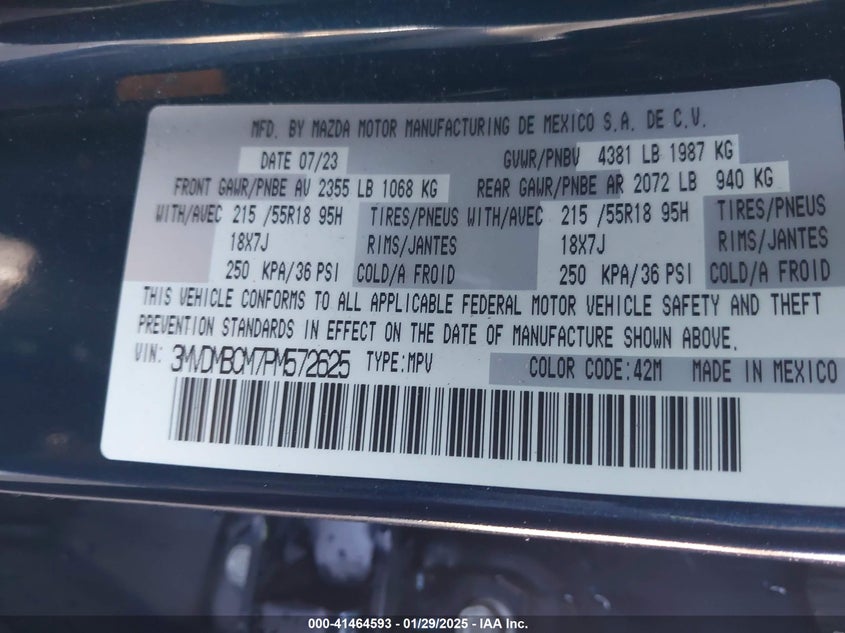 MFD. BY MAZDA MOTOR MANUFACTURING DE MEXICO S.A. DE C.V.
DATE 07/23 GVWR/PNBV 4381 LB 1987 KG
FRONT GAWR/PNBE AV 2355 LB 1068 KG REAR GAWR/PNBE AR 2072 LB 940 KG
WITH/AVEC 215 /55R18 95H TIRES/PNEUS WITH/AVEC 215 /55R18 95H TIRES/PNEUS
18X7J RIMS/JANTES 18X7J RIMS/JANTES
250 KPA/36 PSI COLD/A FROID 250 KPA/36 PSI COLD/A FROID
THIS VEHICLE CONFORMS TO ALL APPLICABLE FEDERAL MOTOR VEHICLE SAFETY AND THEFT
PREVENTION STANDARDS IN EFFECT ON THE DATE OF MANUFACTURE SHOWN ABOVE.
VIN: 3MVDMBCM7PM572625 TYPE:MPV COLOR CODE:42M MADE IN MEXICO
000-41464593 - 01/29/2025 - IAA Inc.